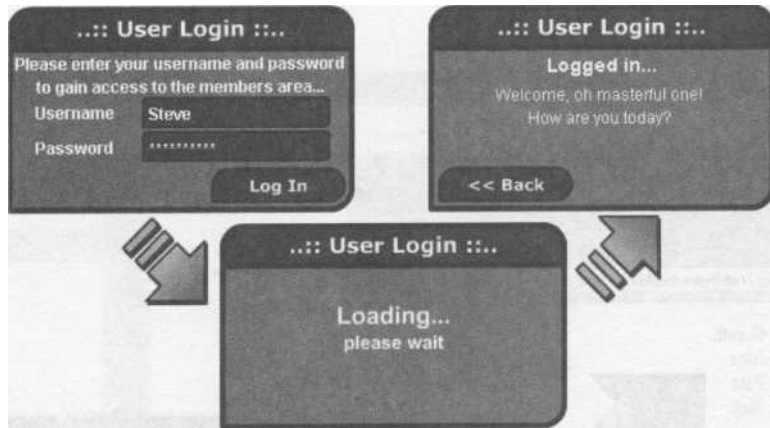 ..:: User Login ::..
Please enter your username and password
to gain access to the members area...
Username Steve
Password **********
Log In
..:: User Login ::..
Loading...
please wait
..:: User Login ::..
Logged in...
Welcome, oh masterful one!
How are you today?
<< Back